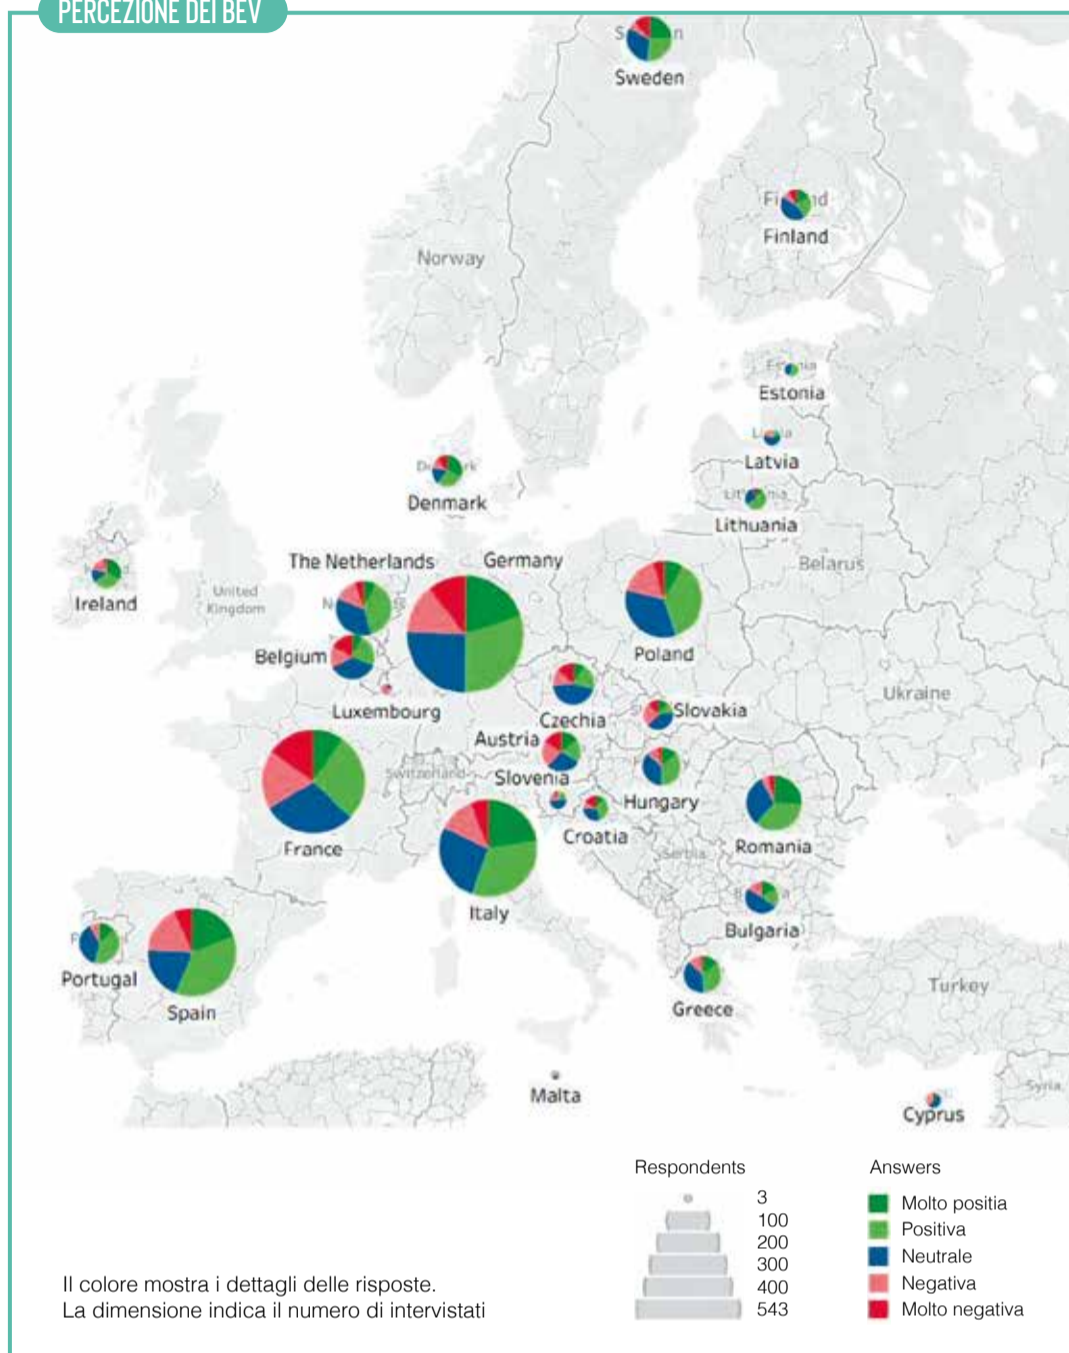 PERCEZIONE DEI BEV
Sweden
Finland
Norway
Estonia
Latvia
Denmark
Lithuania
Belarus
The Netherlands
Germany
Ireland
United
Kingdom
Belgium
Poland
Ukraine
Luxembourg
Czechia
Slovakia
Austria
Switzerland
Slovenia
Hungary
Croatia
Romania
France
Serbia
Italy
Bulgaria
Portugal
Spain
Greece
Turkey
Malta
Syria
Cyprus
Respondents
3
100
200
300
400
543
Answers
Molto positia
Positiva
Neutrale
Negativa
Molto negativa
Il colore mostra i dettagli delle risposte.
La dimensione indica il numero di intervistati